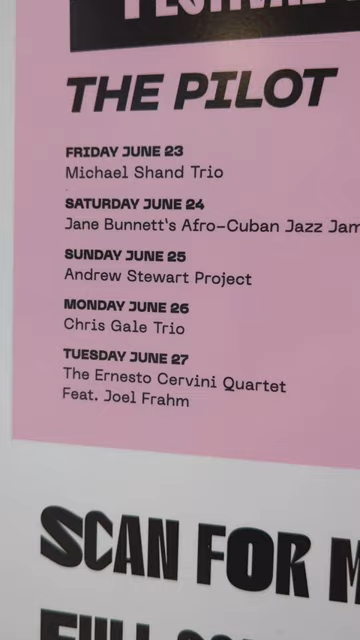 THE PILOT
FRIDAY JUNE 23
Michael Shand Trio
SATURDAY JUNE 24
Jane Bunnett's Afro-Cuban Jazz Jam
SUNDAY JUNE 25
Andrew Stewart Project
MONDAY JUNE 26
Chris Gale Trio
TUESDAY JUNE 27
The Ernesto Cervini Quartet
Feat. Joel Frahm
SCAN FOR M